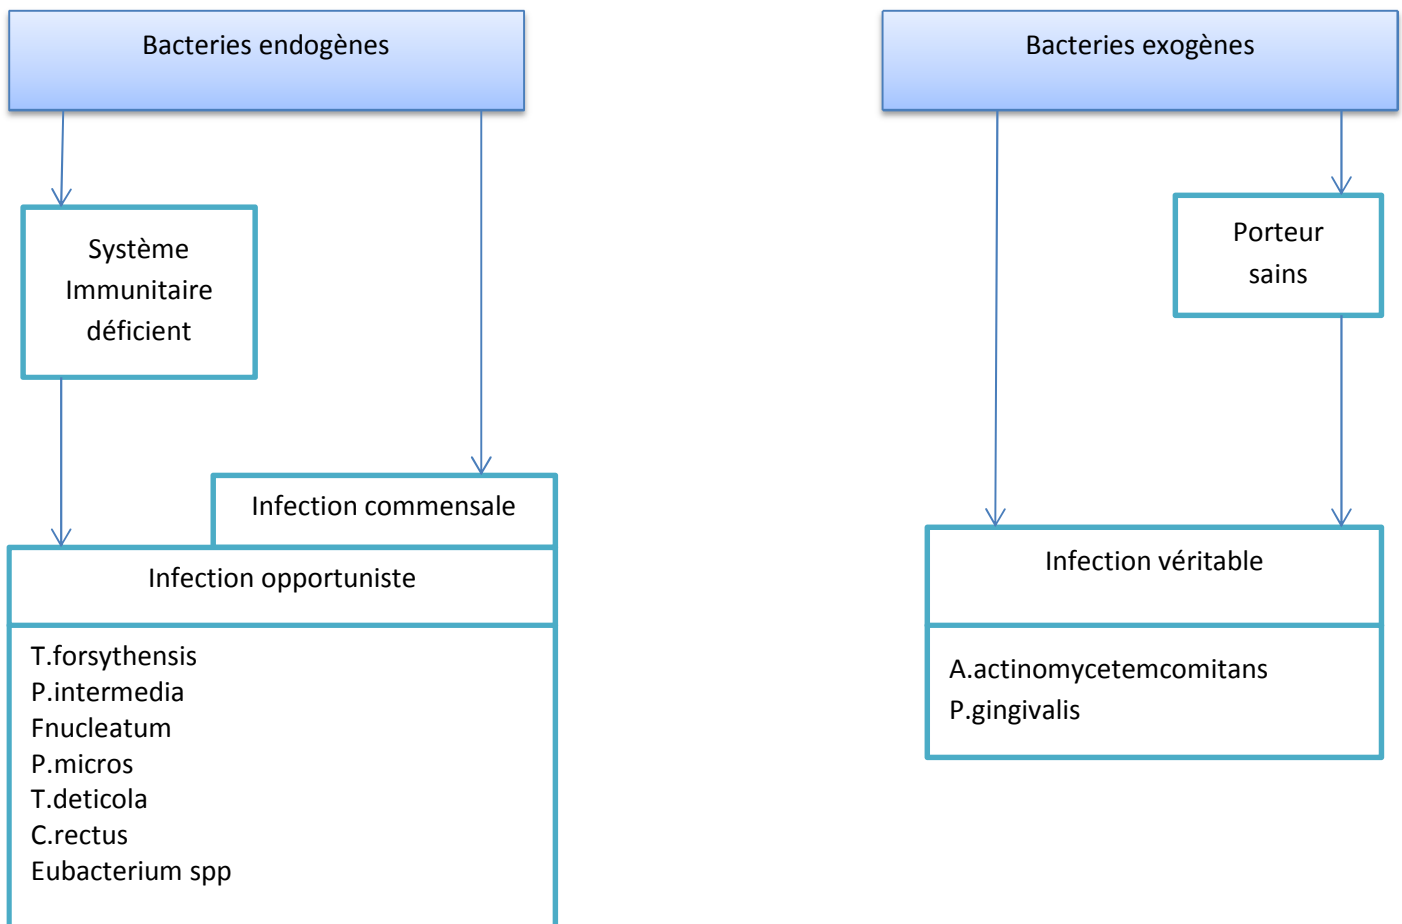 Bacteries endogènes
Système
Immunitaire
déficient
Infection commensale
Infection opportuniste
T.forsythensis
P.intermedia
Fnucleatum
P.micros
T.deticola
C.rectus
Eubacterium spp
Bacteries exogènes
Porteur
sains
Infection véritable
A.actinomycetemcomitans
P.gingivalis